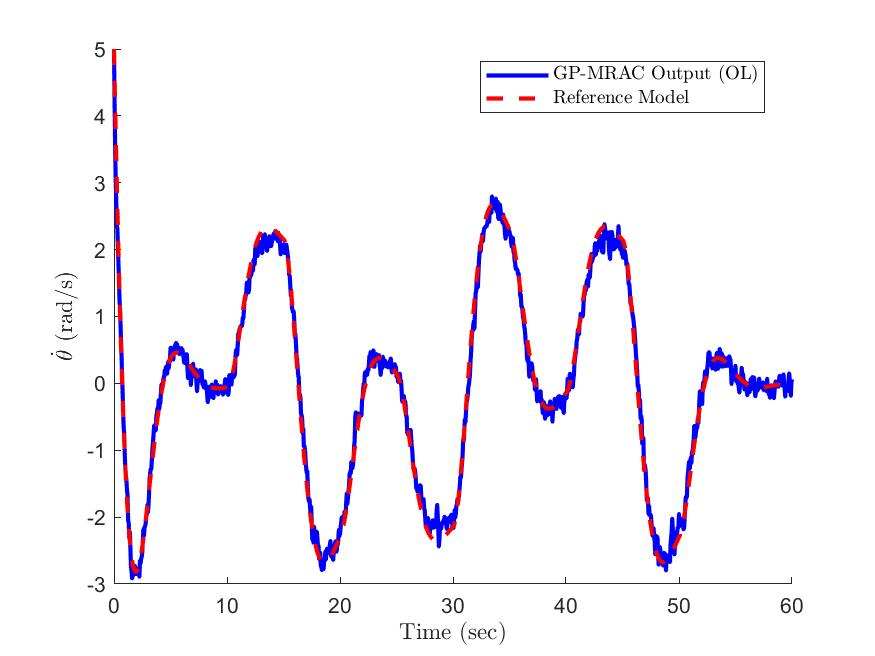 GP-MRAC Output (OL)
Reference Model
5
4
3
2
1
0
-1
-2
-3
θ̇ (rad/s)
0 10 20 30 40 50 60
Time (sec)